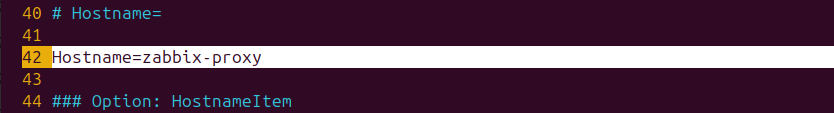 40 # Hostname=
41
42 Hostname=zabbix-proxy
43
44 ### Option: HostnameItem